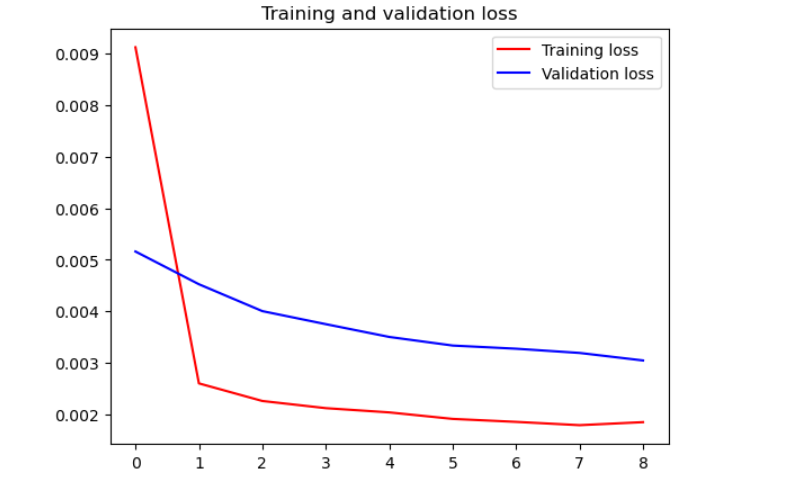 Training and validation loss
Training loss
Validation loss
0.009
0.008
0.007
0.006
0.005
0.004
0.003
0.002
0 1 2 3 4 5 6 7 8